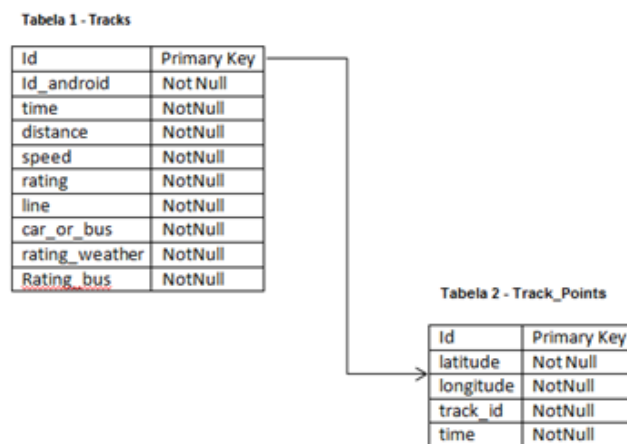 Tabela 1 - Tracks
Id Primary Key
Id_android Not Null
time NotNull
distance NotNull
speed NotNull
rating NotNull
line NotNull
car_or_bus NotNull
rating_weather NotNull
Rating_bus NotNull
Tabela 2 - Track_Points
Id Primary Key
latitude Not Null
longitude NotNull
track_id NotNull
time NotNull